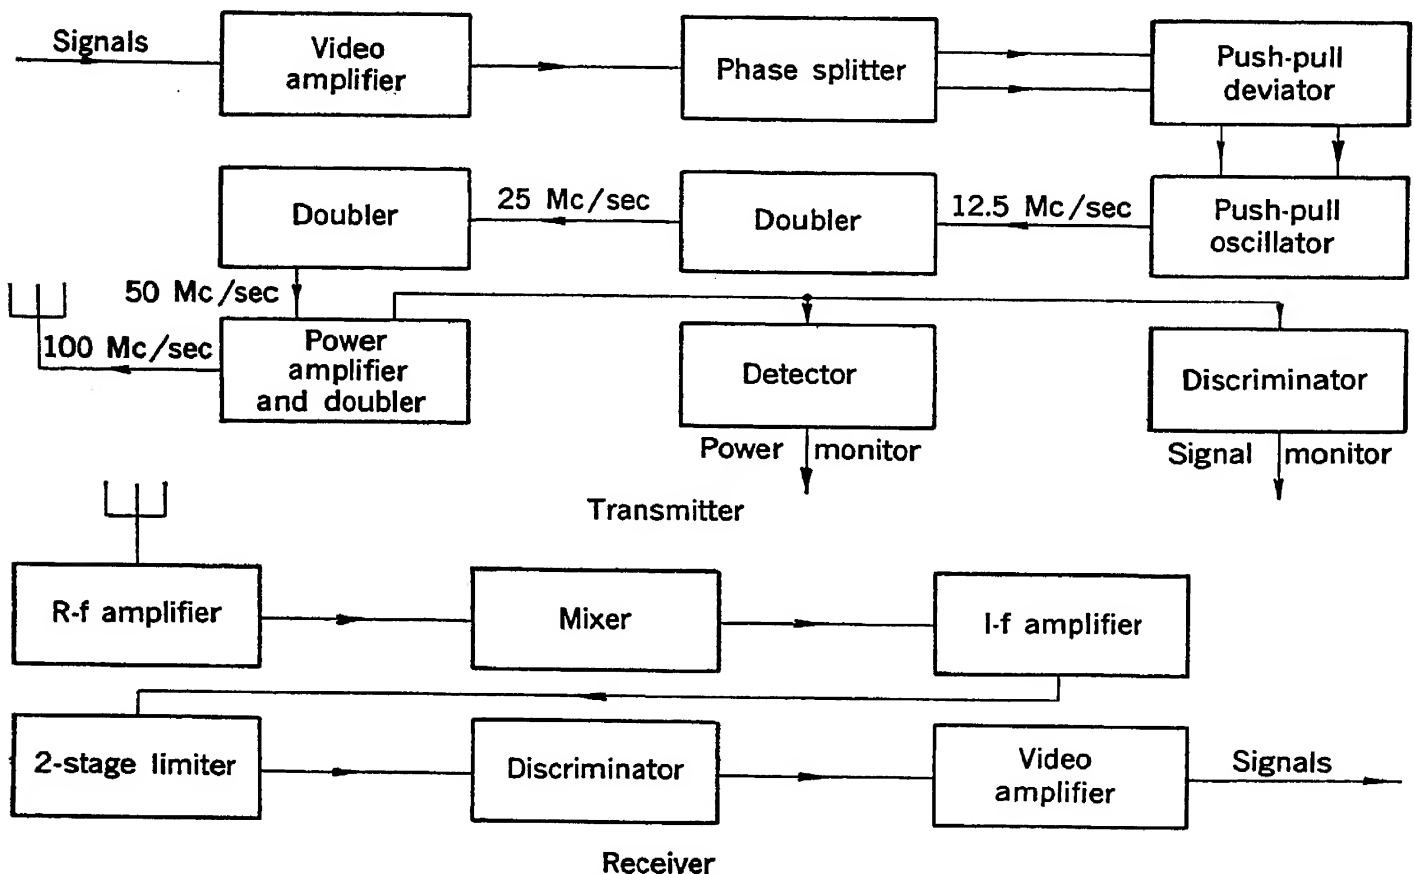 Signals
Video
amplifier
Phase splitter
Push-pull
deviator
Doubler
25 Mc/sec
Doubler
12.5 Mc/sec
Push-pull
oscillator
50 Mc/sec
100 Mc/sec
Power
amplifier
and doubler
Detector
Discriminator
Power monitor
Signal monitor
Transmitter
R-f amplifier
Mixer
I-f amplifier
2-stage limiter
Discriminator
Video
amplifier
Signals
Receiver